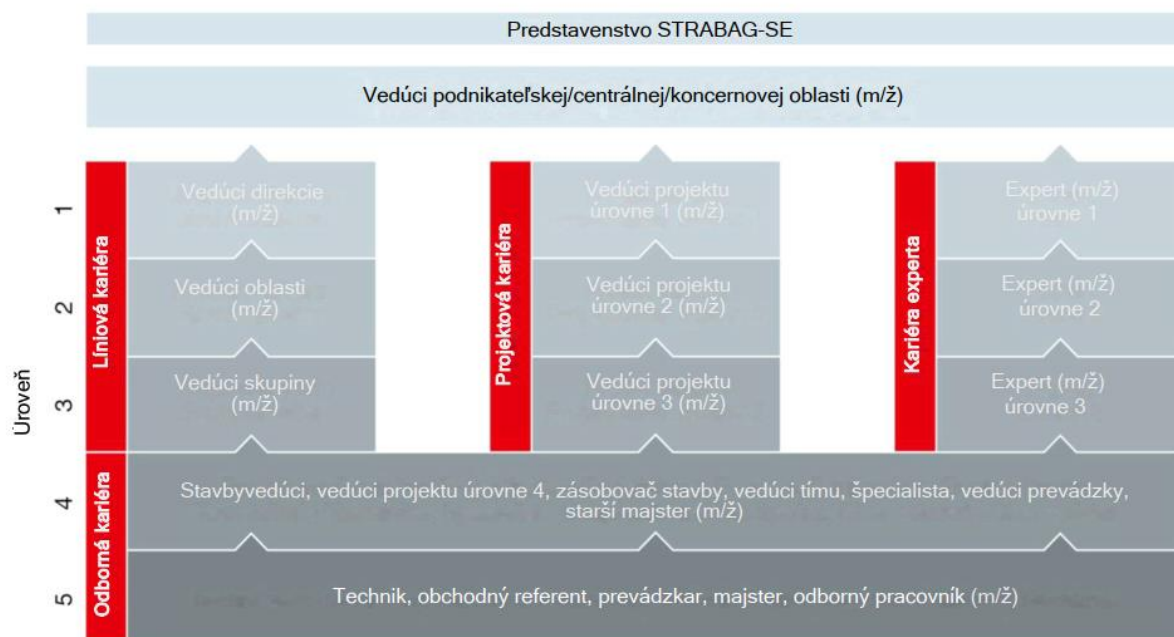 Predstavenstvo STRABAG-SE
Vedúci podnikateľskej/centrálnej/koncernovej oblasti (m/ž)
Úroveň
1
2
3
4
5
Líniová kariéra
Vedúci direkcie
(m/ž)
Vedúci oblasti
(m/ž)
Vedúci skupiny
(m/ž)
Projektová kariéra
Vedúci projektu
úrovne 1 (m/ž)
Vedúci projektu
úrovne 2 (m/ž)
Vedúci projektu
úrovne 3 (m/ž)
Kariéra experta
Expert (m/ž)
úrovne 1
Expert (m/ž)
úrovne 2
Expert (m/ž)
úrovne 3
Odborná kariéra
Stavbyvedúci, vedúci projektu úrovne 4, zásobovač stavby, vedúci tímu, špecialista, vedúci prevádzky,
starší majster (m/ž)
Technik, obchodný referent, prevádzkar, majster, odborný pracovník (m/ž)